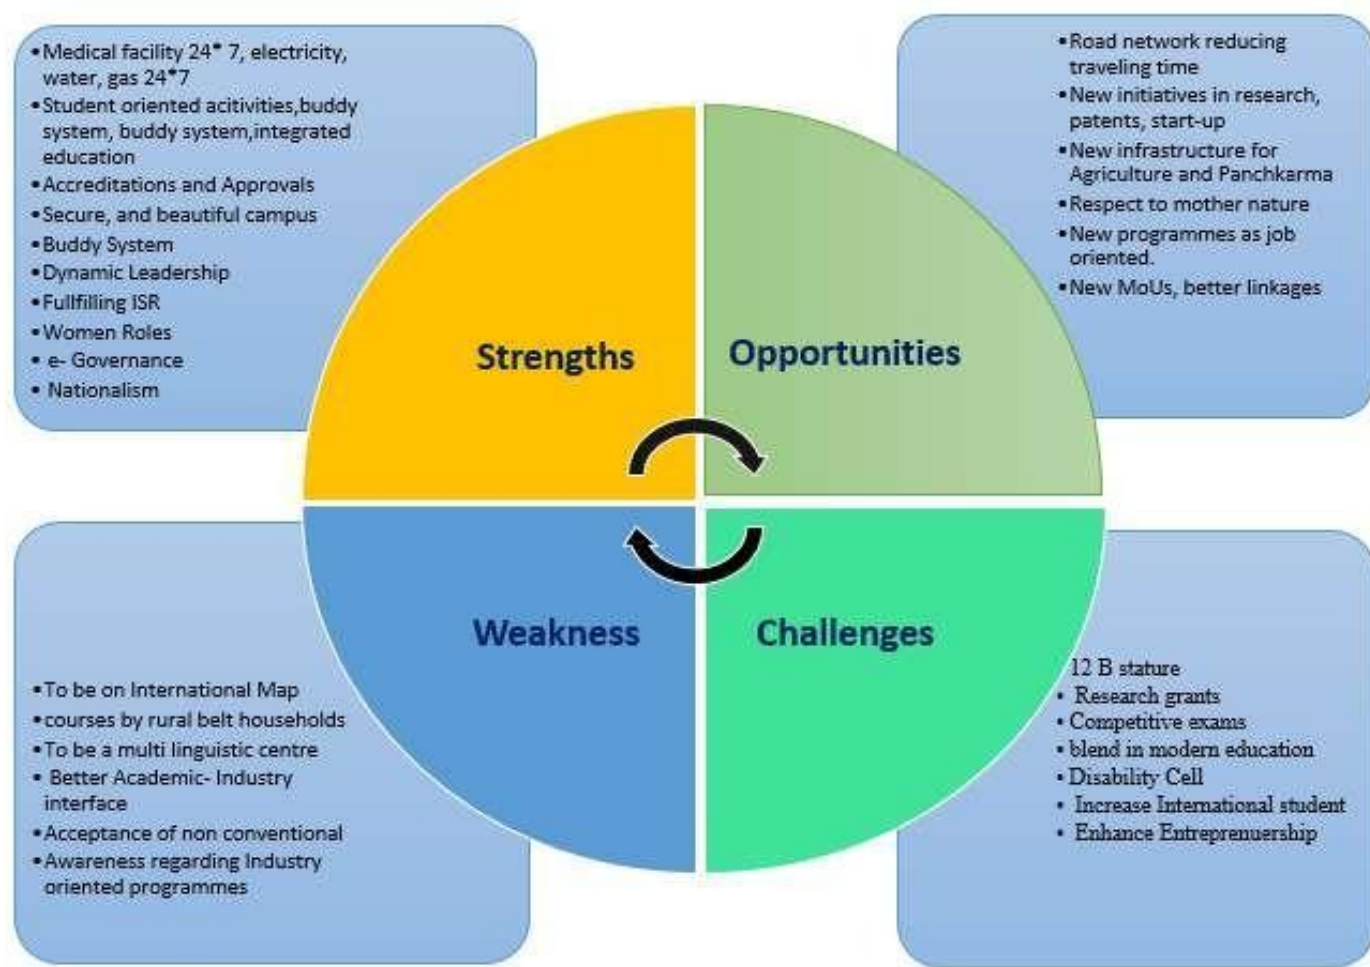 •Medical facility 24* 7, electricity,
water, gas 24*7
•Student oriented acitivities,buddy
system, buddy system,integrated
education
•Accreditations and Approvals
•Secure, and beautiful campus
•Buddy System
•Dynamic Leadership
•Fullfilling ISR
•Women Roles
• e- Governance
• Nationalism
•Road network reducing
traveling time
•New initiatives in research,
patents, start-up
•New infrastructure for
Agriculture and Panchkarma
•Respect to mother nature
•New programmes as job
oriented.
•New MoUs, better linkages
Strengths
Opportunities
Weakness
Challenges
•To be on International Map
•courses by rural belt households
•To be a multi linguistic centre
• Better Academic- Industry
interface
•Acceptance of non conventional
•Awareness regarding Industry
oriented programmes
12 B stature
• Research grants
•Competitive exams
•blend in modern education
•Disability Cell
• Increase International student
• Enhance Entreprenuership